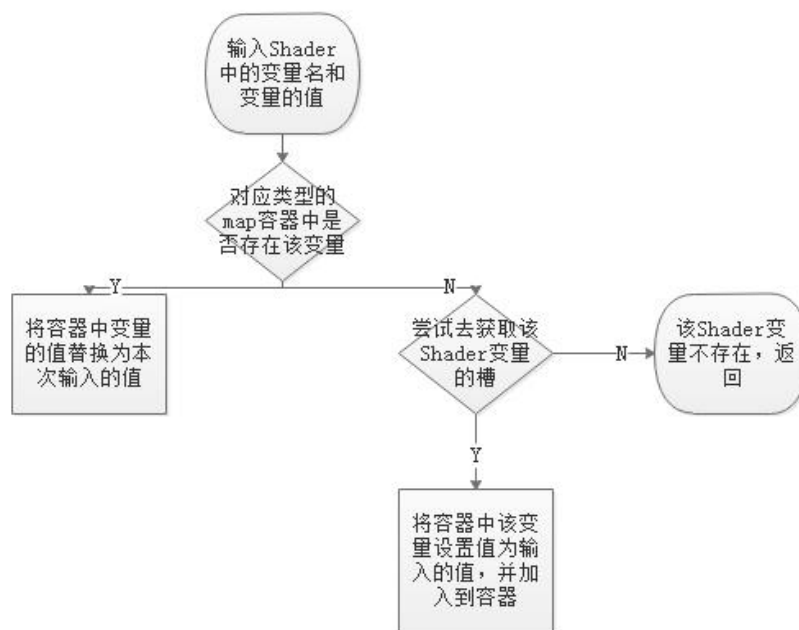 输入Shader
中的变量名和
变量的值
对应类型的
map容器中是
否存在该变量
Y
N
将容器中变量
的值替换为本
次输入的值
尝试去获取该
Shader变量
的槽
N
该Shader变
量不存在，返
回
Y
将容器中该变
量设置值为输
入的值，并加
入到容器